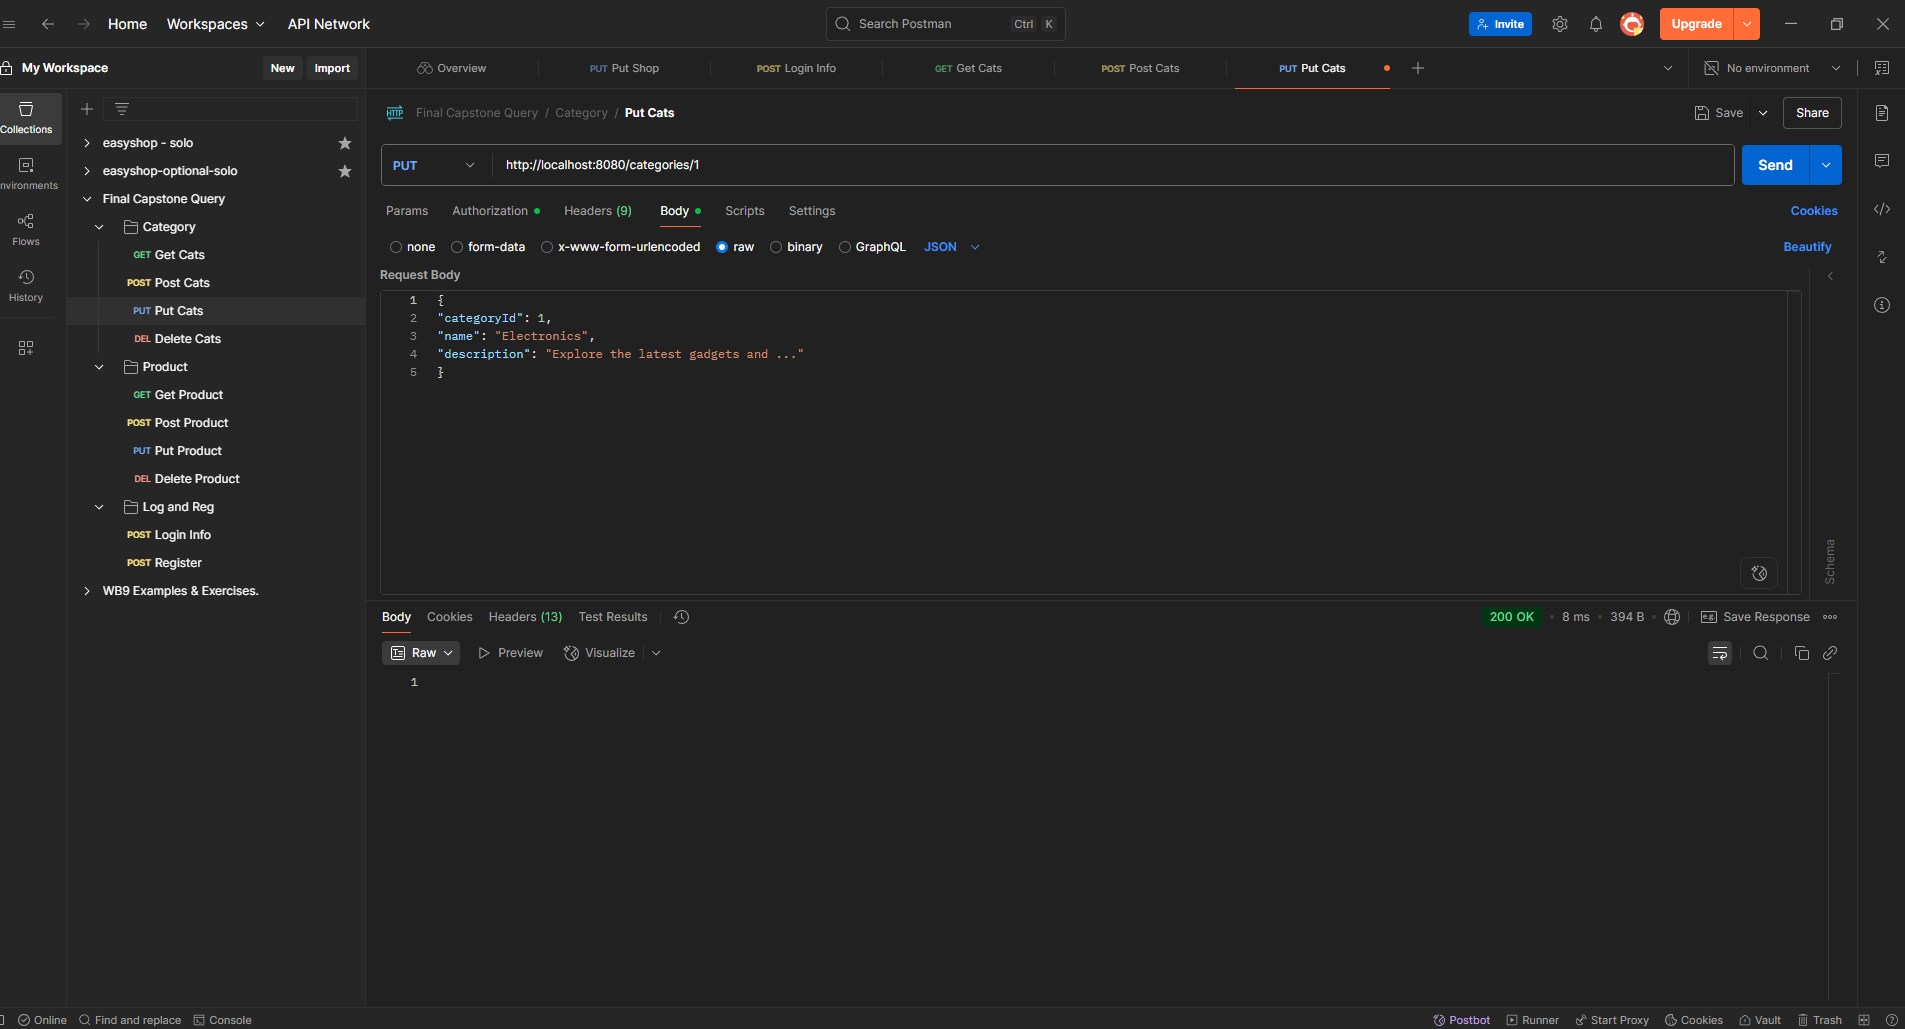 Home Workspaces API Network Search Postman Ctrl K Invite Upgrade
My Workspace New Import Overview PUT Put Shop POST Login Info GET Get Cats POST Post Cats PUT Put Cats No environment
Collections
nvironments
Flows
History
easyshop - solo
easyshop-optional-solo
Final Capstone Query
Category
GET Get Cats
POST Post Cats
PUT Put Cats
DEL Delete Cats
Product
GET Get Product
POST Post Product
PUT Put Product
DEL Delete Product
Log and Reg
POST Login Info
POST Register
WB9 Examples & Exercises.
HTTP Final Capstone Query / Category / Put Cats Save Share
PUT http://localhost:8080/categories/1 Send
Params Authorization Headers (9) Body Scripts Settings Cookies
none form-data x-www-form-urlencoded raw binary GraphQL JSON Beautify
Request Body
1 {
2 "categoryId": 1,
3 "name": "Electronics",
4 "description": "Explore the latest gadgets and ..."
5 }
Schema
Body Cookies Headers (13) Test Results 200 OK 8 ms 394 B e.g. Save Response
Raw Preview Visualize
1
Online Find and replace Console Postbot Runner Start Proxy Cookies Vault Trash